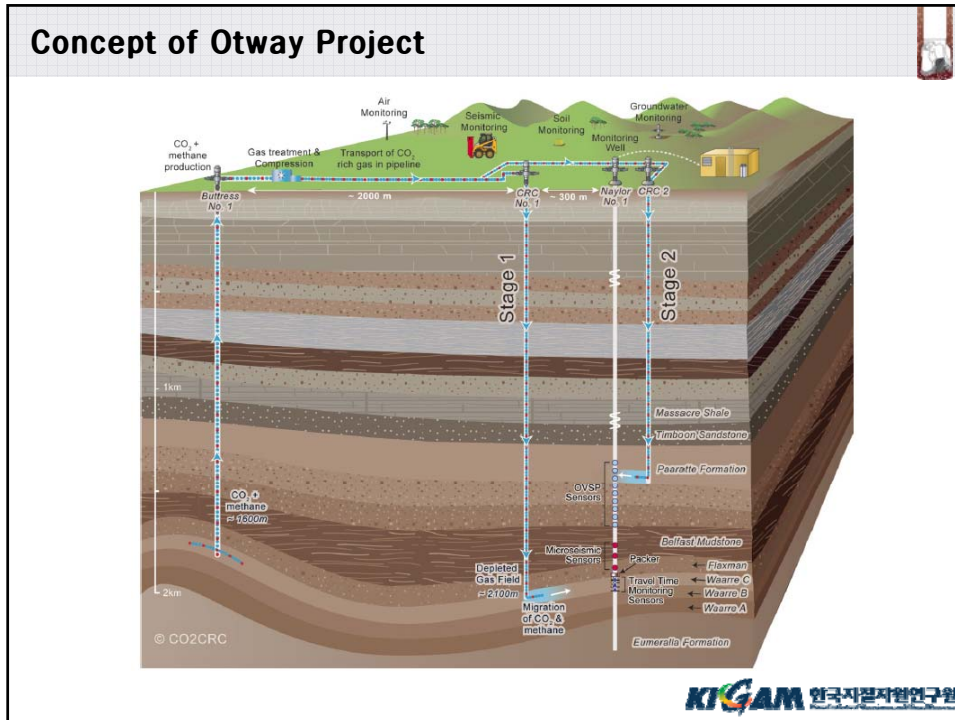 Concept of Otway Project
Air
Monitoring
Seismic
Monitoring
Soil
Monitoring
Groundwater
Monitoring
Monitoring
Well
CO2 +
methane
production
Gas treatment &
Compression
Transport of CO2
rich gas in pipeline
Buttress
No. 1
~ 2000 m
CRC
No. 1
~ 300 m
Naylor
No. 1
CRC 2
Stage 1
Stage 2
1km
Massacre Shale
Timboon Sandstone
Paaratte Formation
OVSP
Sensors
CO2 +
methane
~ 1600m
Belfast Mudstone
Microseismic
Sensors
Packer
Flaxman
Depleted
Gas Field
~ 2100m
Travel Time
Monitoring
Sensors
Waarre C
Waarre B
Waarre A
2km
Migration
of CO2 &
methane
Eumeralla Formation
© CO2CRC
KIGAM 한국지질자원연구원